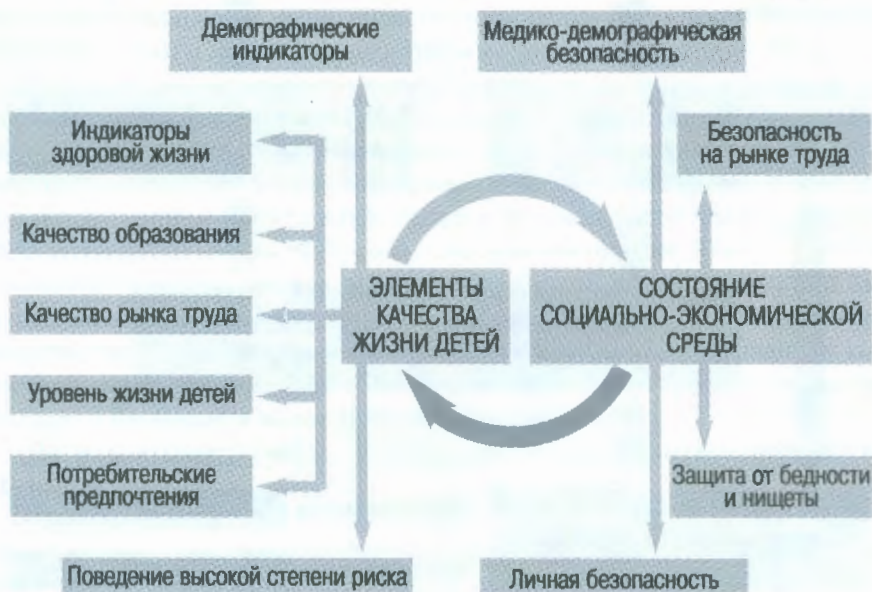 Демографические
индикаторы
Медико-демографическая
безопасность
Индикаторы
здоровой жизни
Безопасность
на рынке труда
Качество образования
Качество рынка труда
ЭЛЕМЕНТЫ
КАЧЕСТВА
ЖИЗНИ ДЕТЕЙ
СОСТОЯНИЕ
СОЦИАЛЬНО-ЭКОНОМИЧЕСКОЙ
СРЕДЫ
Уровень жизни детей
Потребительские
предпочтения
Защита от бедности
и нищеты
Поведение высокой степени риска
Личная безопасность